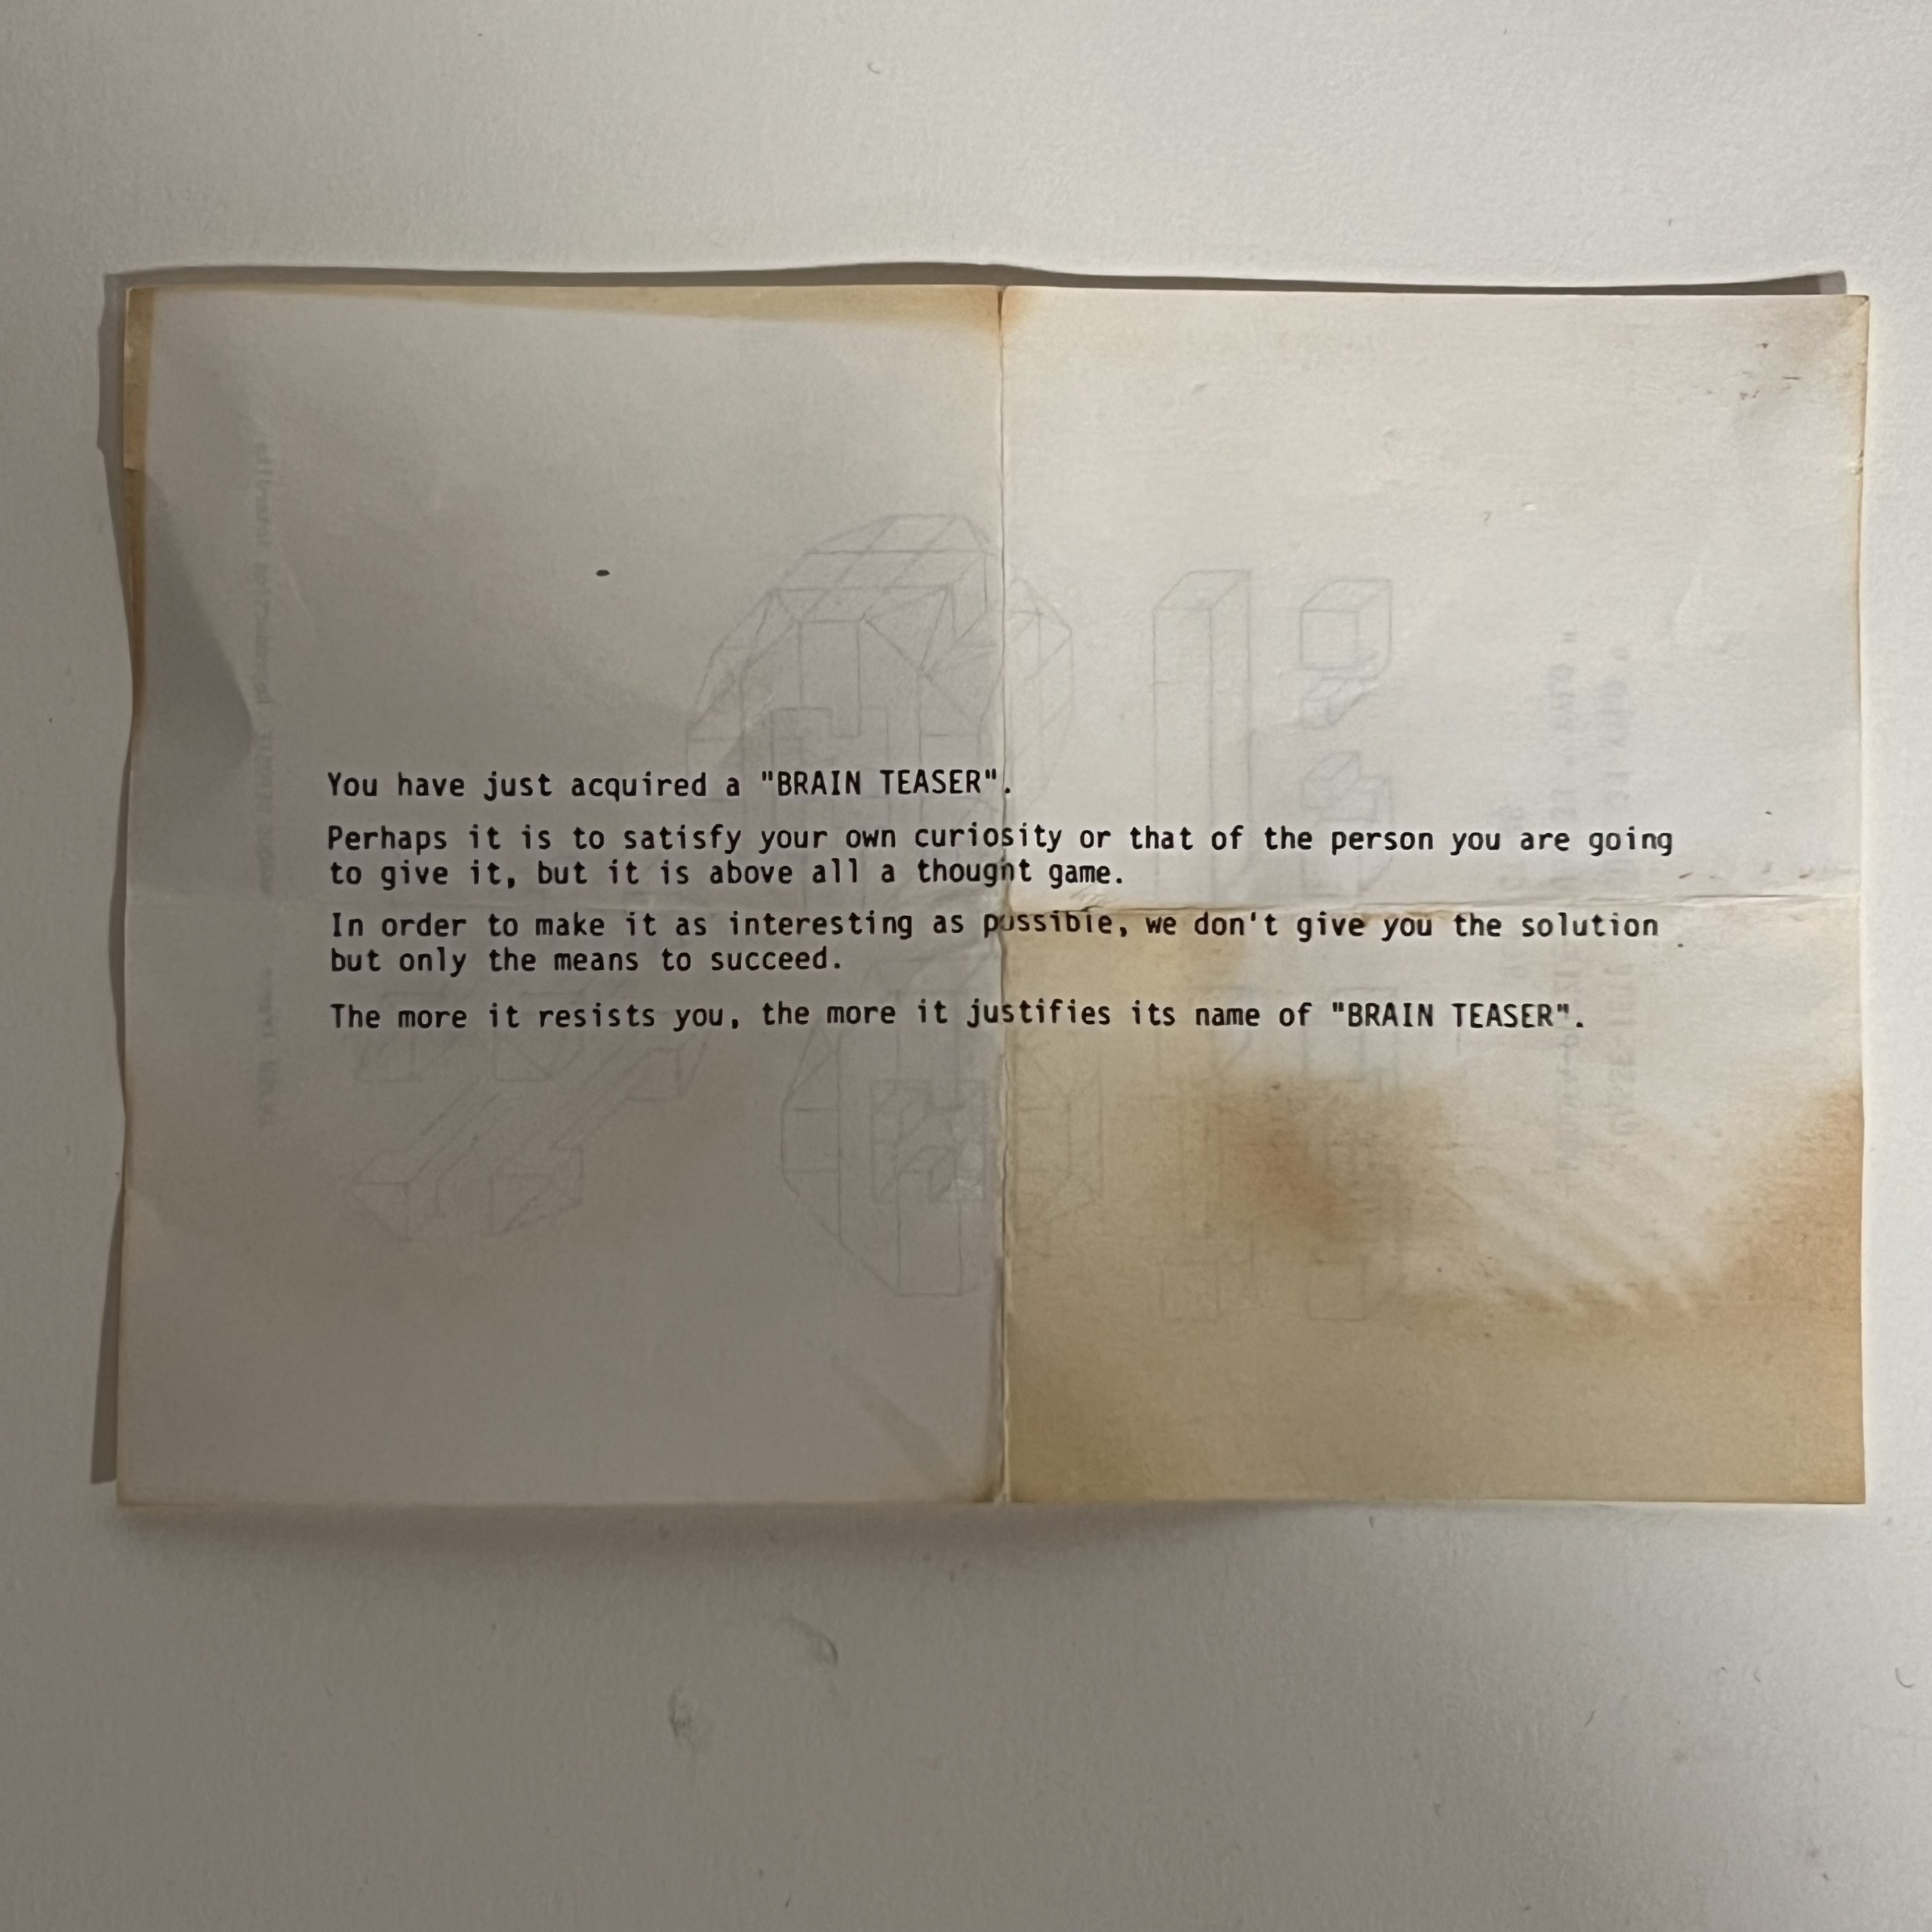 You have just acquired a "BRAIN TEASER".
Perhaps it is to satisfy your own curiosity or that of the person you are going
to give it, but it is above all a thought game.
In order to make it as interesting as possible, we don't give you the solution
but only the means to succeed.
The more it resists you, the more it justifies its name of "BRAIN TEASER".